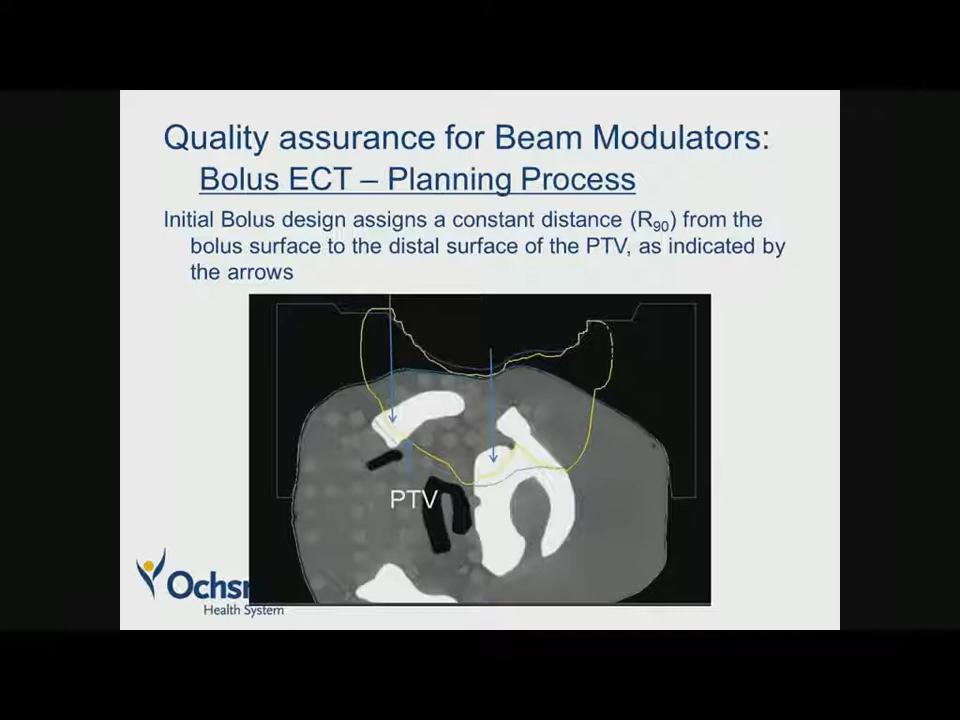 Quality assurance for Beam Modulators:
Bolus ECT – Planning Process
Initial Bolus design assigns a constant distance (R90) from the
bolus surface to the distal surface of the PTV, as indicated by
the arrows
PTV
Ochsr
Health System